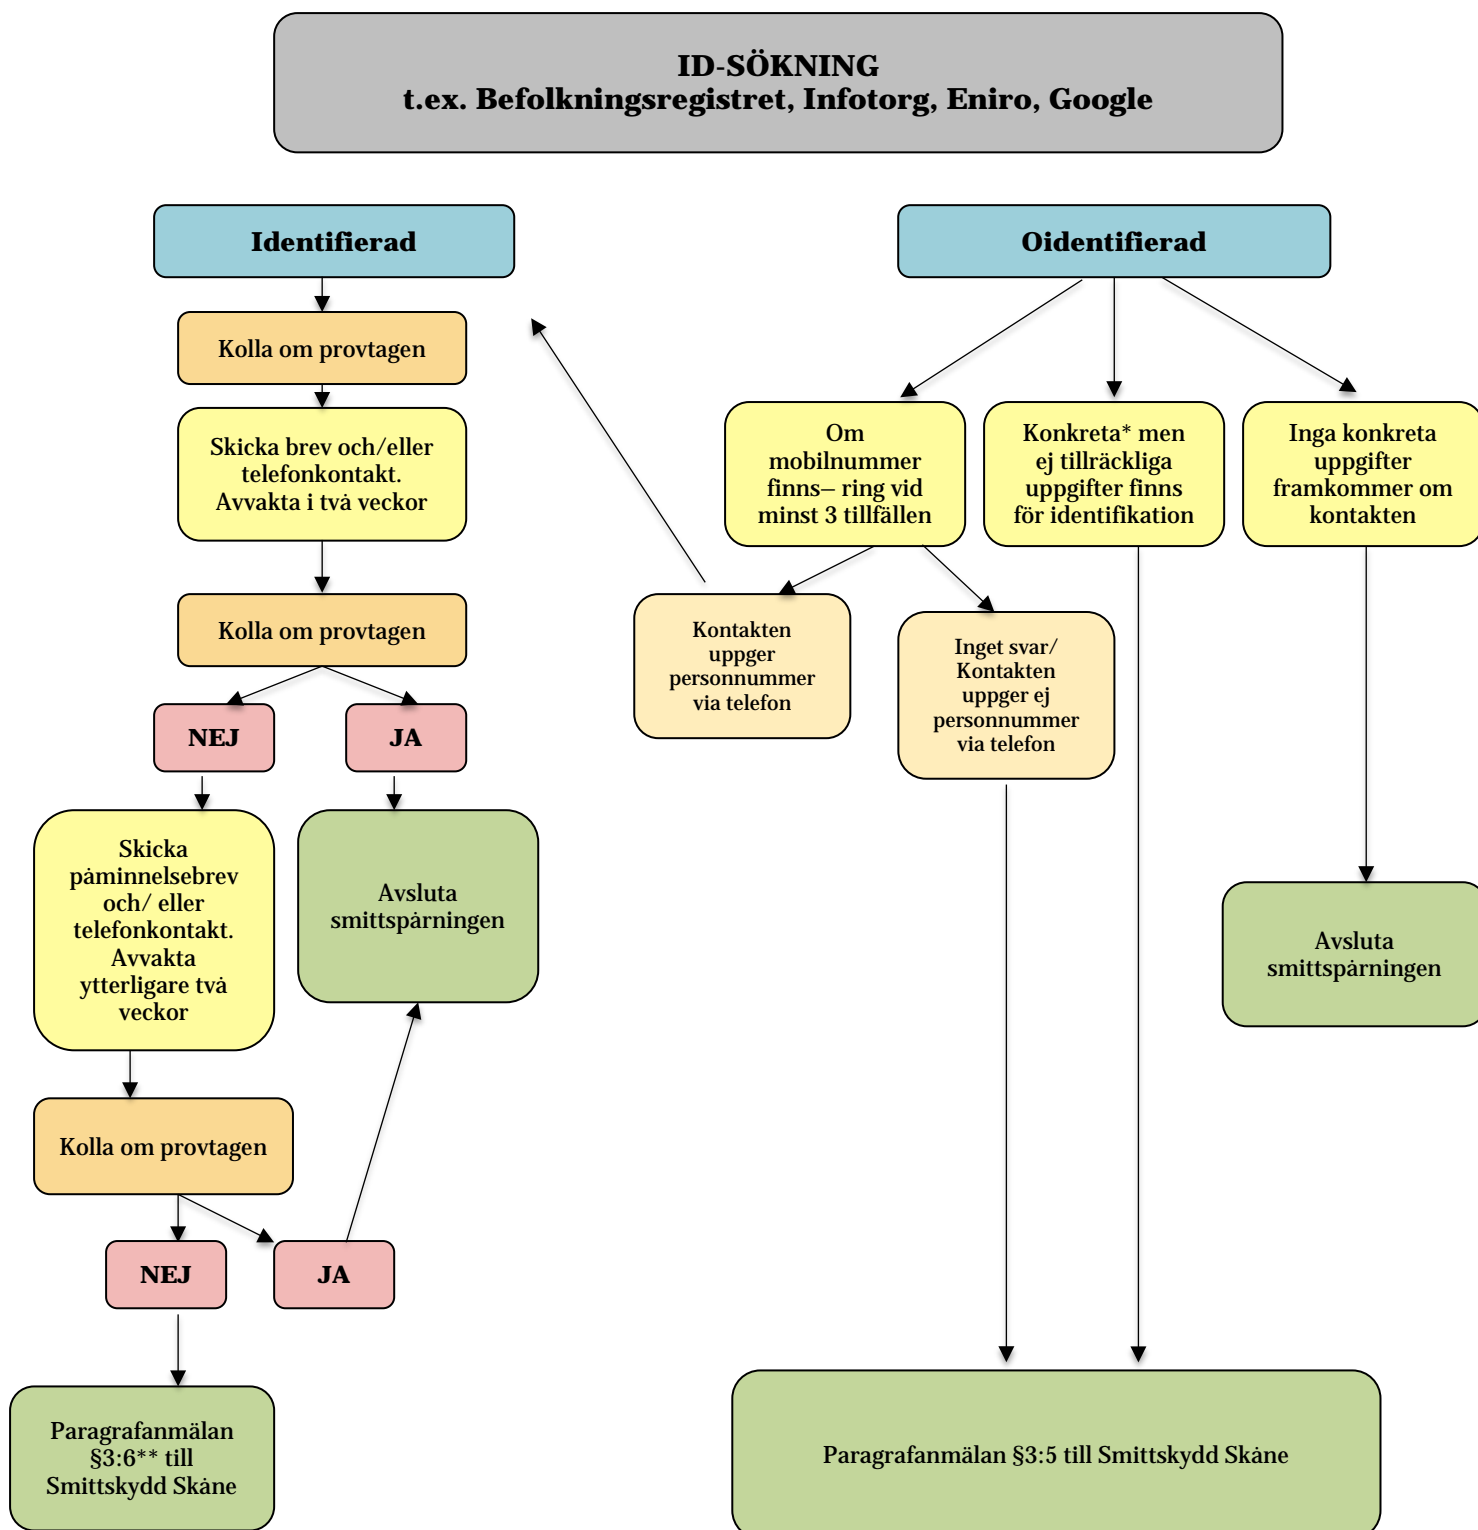 ID-SÖKNING
t.ex. Befolkningsregistret, Infotorg, Eniro, Google
Identifierad
Kolla om provtagen
Skicka brev och/eller
telefonkontakt.
Avvakta i två veckor
Kolla om provtagen
NEJ
JA
Skicka
påminnelsebrev
och/ eller
telefonkontakt.
Avvakta
ytterligare två
veckor
Avsluta
smittspårningen
Kolla om provtagen
NEJ
JA
Paragrafanmälan
§3:6** till
Smittskydd Skåne
Oidentifierad
Om
mobilnummer
finns– ring vid
minst 3 tillfällen
Konkreta* men
ej tillräckliga
uppgifter finns
för identifikation
Inga konkreta
uppgifter
framkommer om
kontakten
Kontakten
uppger
personnummer
via telefon
Inget svar/
Kontakten
uppger ej
personnummer
via telefon
Avsluta
smittspårningen
Paragrafanmälan §3:5 till Smittskydd Skåne